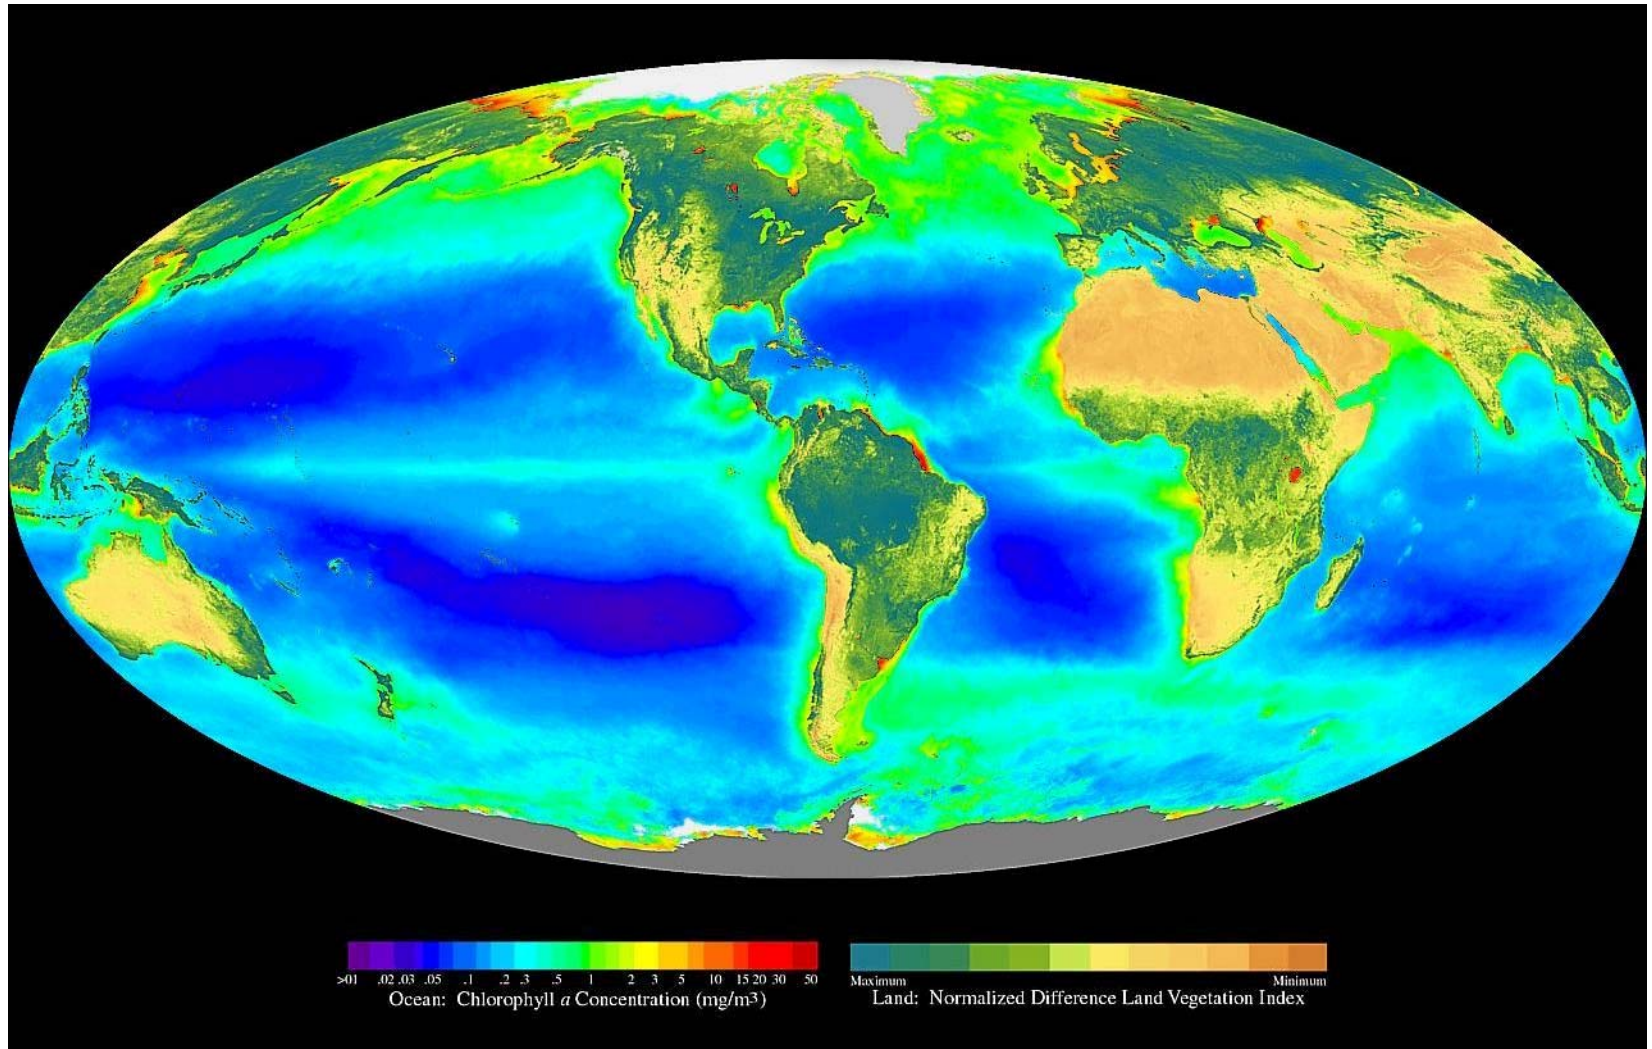 >01 .02 .03 .05 .1 .2 .3 .5 1 2 3 5 10 15 20 30 50
Ocean: Chlorophyll a Concentration (mg/m³)
Maximum Minimum
Land: Normalized Difference Land Vegetation Index